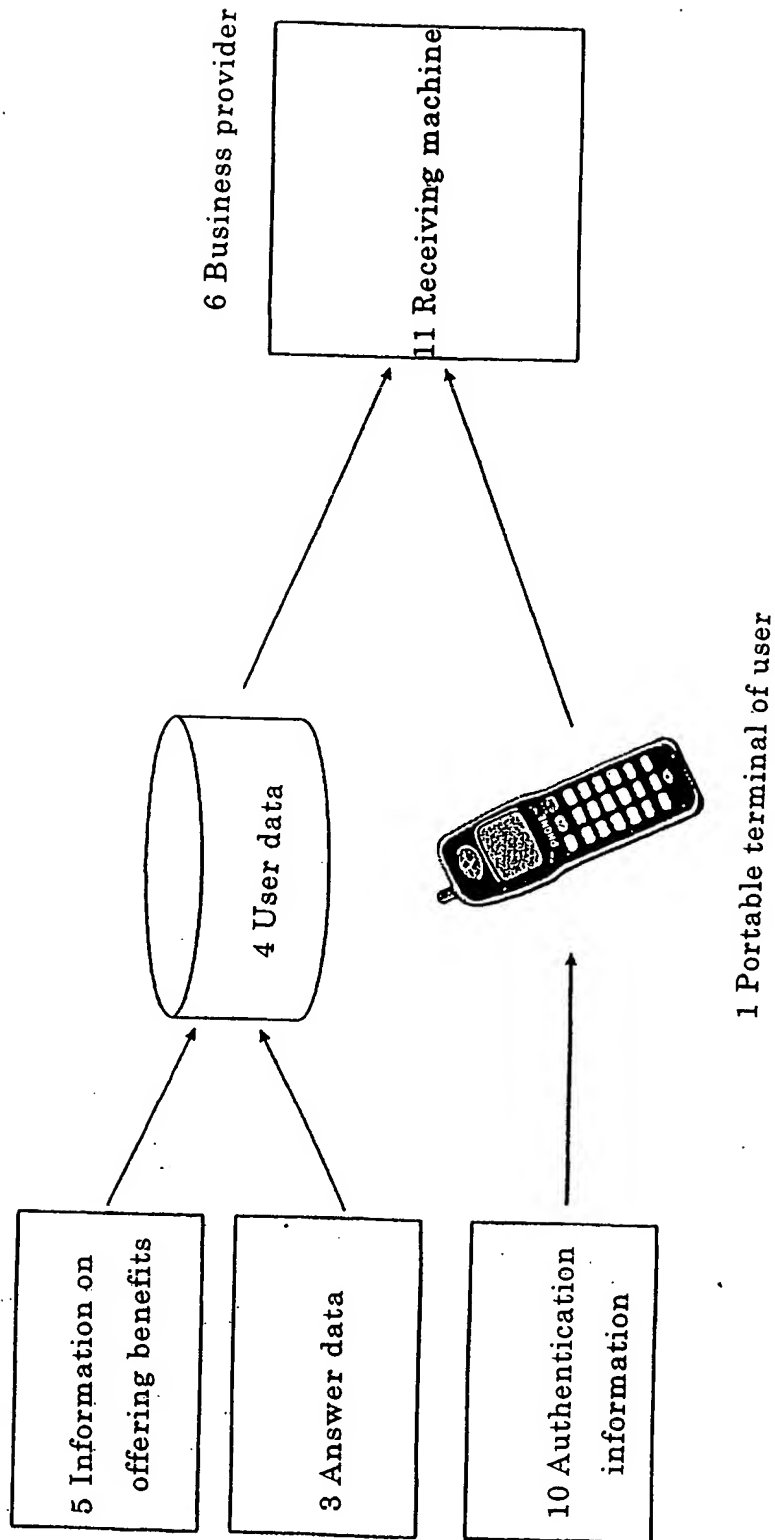 5 Information on
offering benefits
3 Answer data
10 Authentication
information
4 User data
PHONE
1 Portable terminal of user
6 Business provider
11 Receiving machine